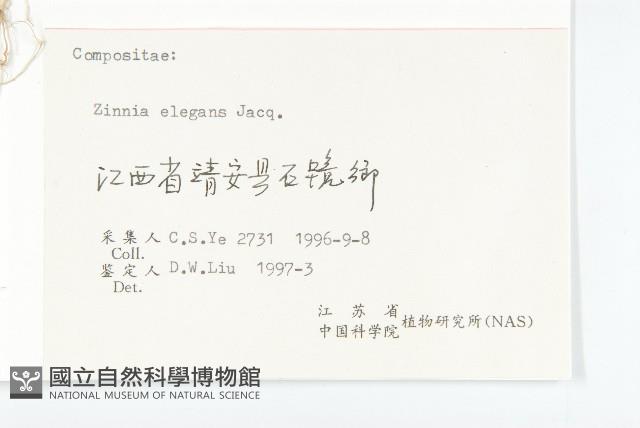 Compositae:
Zinnia elegans Jacq.
江西省靖安县石 鄉
采集人 C.S.Ye 2731 1996-9-8
Coll.
鉴定人 D.W.Liu 1997-3
Det.
江苏省
中国科学院植物研究所(NAS)
國立自然科學博物館
NATIONAL MUSEUM OF NATURAL SCIENCE